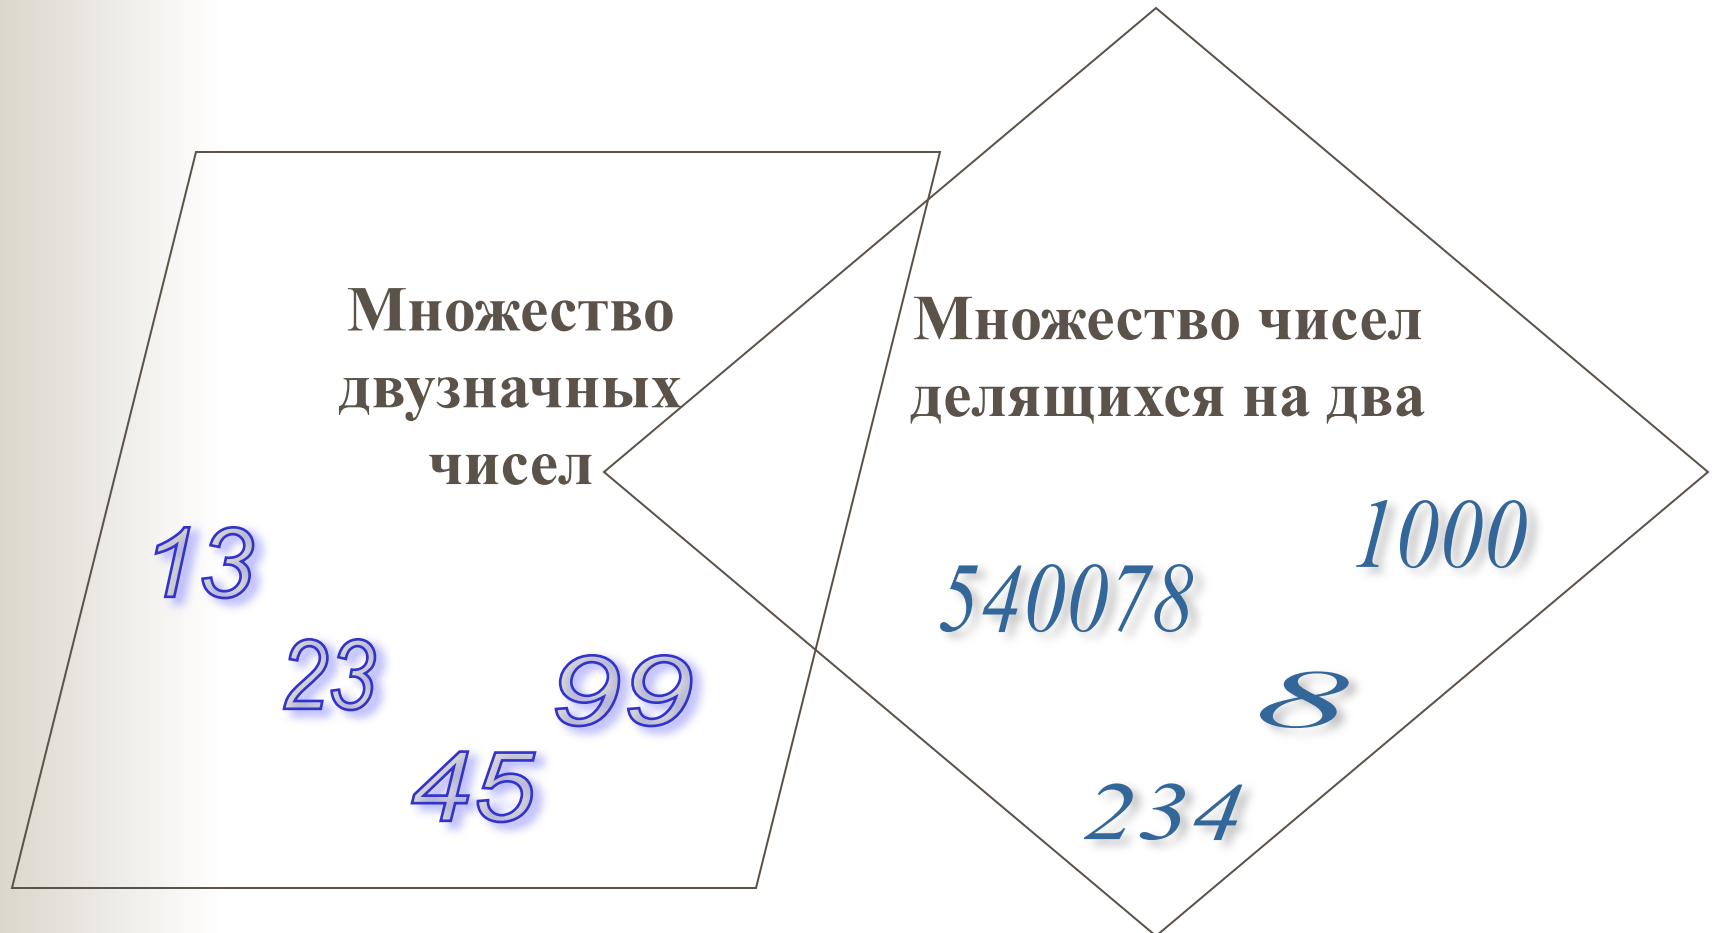 Множество
двузначных
чисел
Множество чисел
делящихся на два
13
23
99
45
1000
540078
8
234